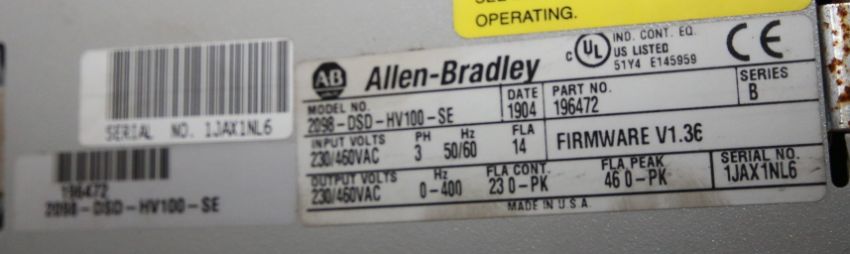 OPERATING.
SERIAL NO. 1JAX1NL6
196472
2098-DSD-HV100-SE
AB Allen-Bradley
c UL IND. CONT. EQ.
US LISTED
51Y4 E145959
CE
MODEL NO.
2098-DSD-HV100-SE
DATE
1904
PART NO.
196472
SERIES
B
INPUT VOLTS PH Hz FLA
230/460VAC 3 50/60 14
FIRMWARE V1.36
OUTPUT VOLTS Hz FLA CONT. FLA PEAK
230/460VAC 0-400 23 0-PK 46 0-PK
SERIAL NO.
1JAX1NL6
MADE IN U.S.A.